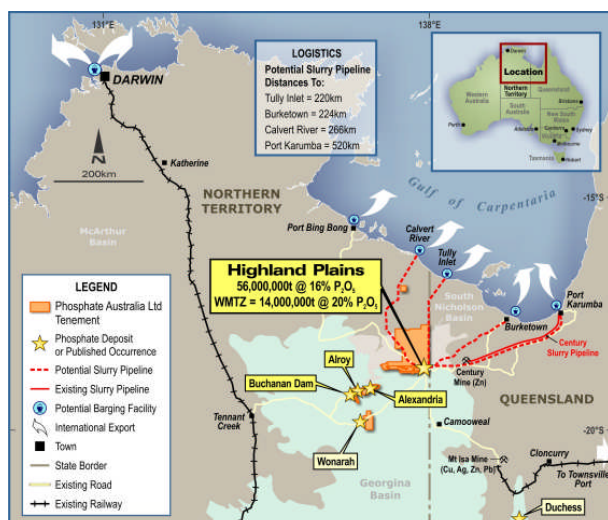 131°E
138°E
DARWIN
LOGISTICS
Potential Slurry Pipeline
Distances To:
Tully Inlet = 220km
Burketown = 224km
Calvert River = 266km
Port Karumba = 520km
Darwin
Location
Northern
Territory
Queensland
Western
Australia
South
Australia
Brisbane
New South
Wales
Perth
Adelaide
Canberra
Sydney
Victoria
Melbourne
Tasmania
Hobart
N
200km
Katherine
NORTHERN
TERRITORY
McArthur
Basin
Gulf of Carpentaria
-15°S
Port Bing Bong
Calvert
River
Tully
Inlet
Highland Plains
56,000,000t @ 16% P₂O₅
WMTZ = 14,000,000t @ 20% P₂O₅
South
Nicholson
Basin
Port
Karumba
Burketown
Century
Slurry Pipeline
Century
Mine (Zn)
LEGEND
Phosphate Australia Ltd
Tenement
Phosphate Deposit
or Published Occurrence
Potential Slurry Pipeline
Existing Slurry Pipeline
Potential Barging Facility
International Export
Town
State Border
Existing Road
Existing Railway
Alroy
Buchanan Dam
Alexandria
Wonarah
Tennant
Creek
Camooweal
QUEENSLAND
-20°S
Mt Isa Mine
(Cu, Ag, Zn, Pb)
Cloncurry
To Townsville
Port
Georgina
Basin
Duchess